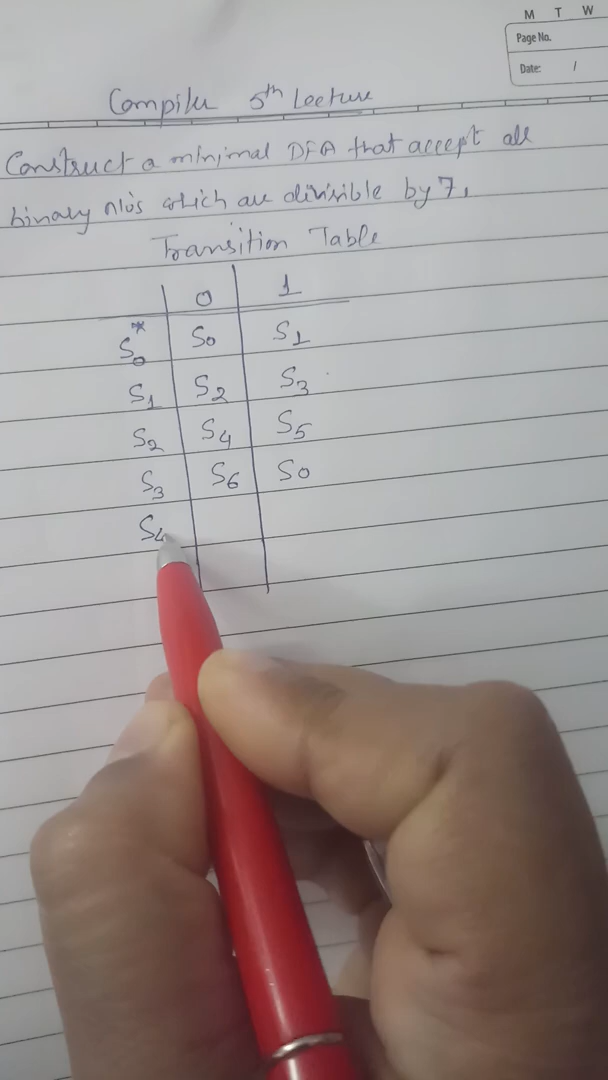 M T W
Page No.
Date: /
Compiler 5th Lecture
Construct a minimal DFA that accept all
binary n/o's which are divisible by 7.
Transition Table
0 1
S0* S0 S1
S1 S2 S3
S2 S4 S5
S3 S6 S0
S4